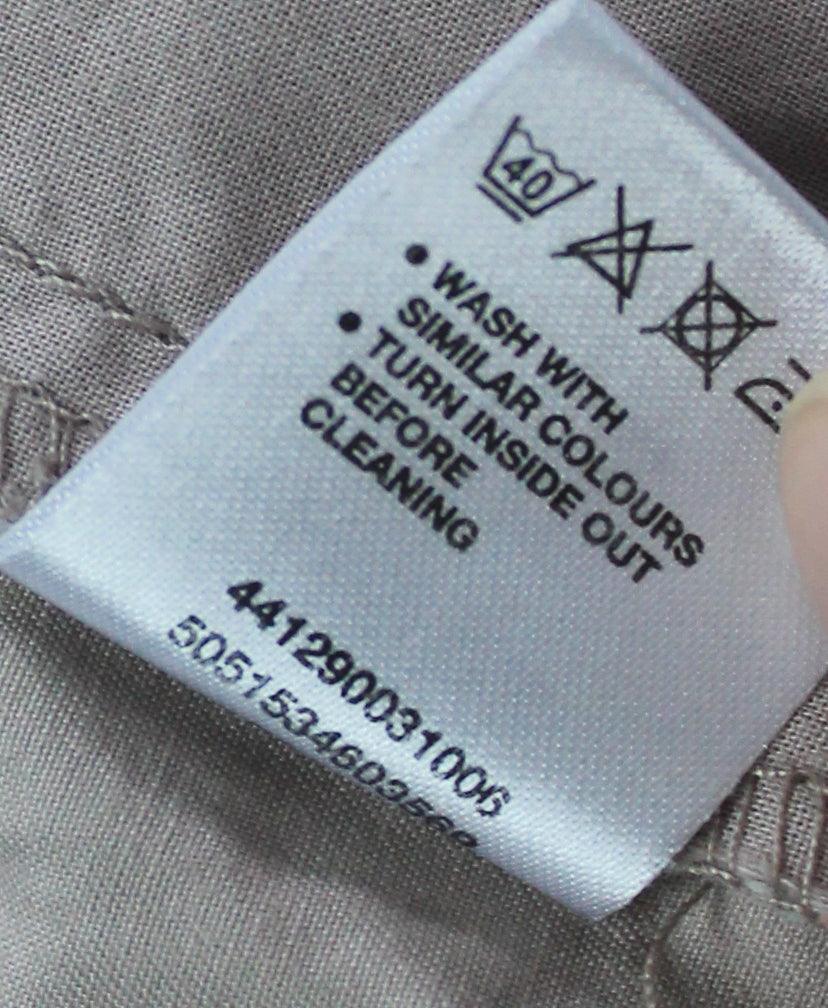 40
• WASH WITH
SIMILAR COLOURS
• TURN INSIDE OUT
BEFORE
CLEANING
441290031006